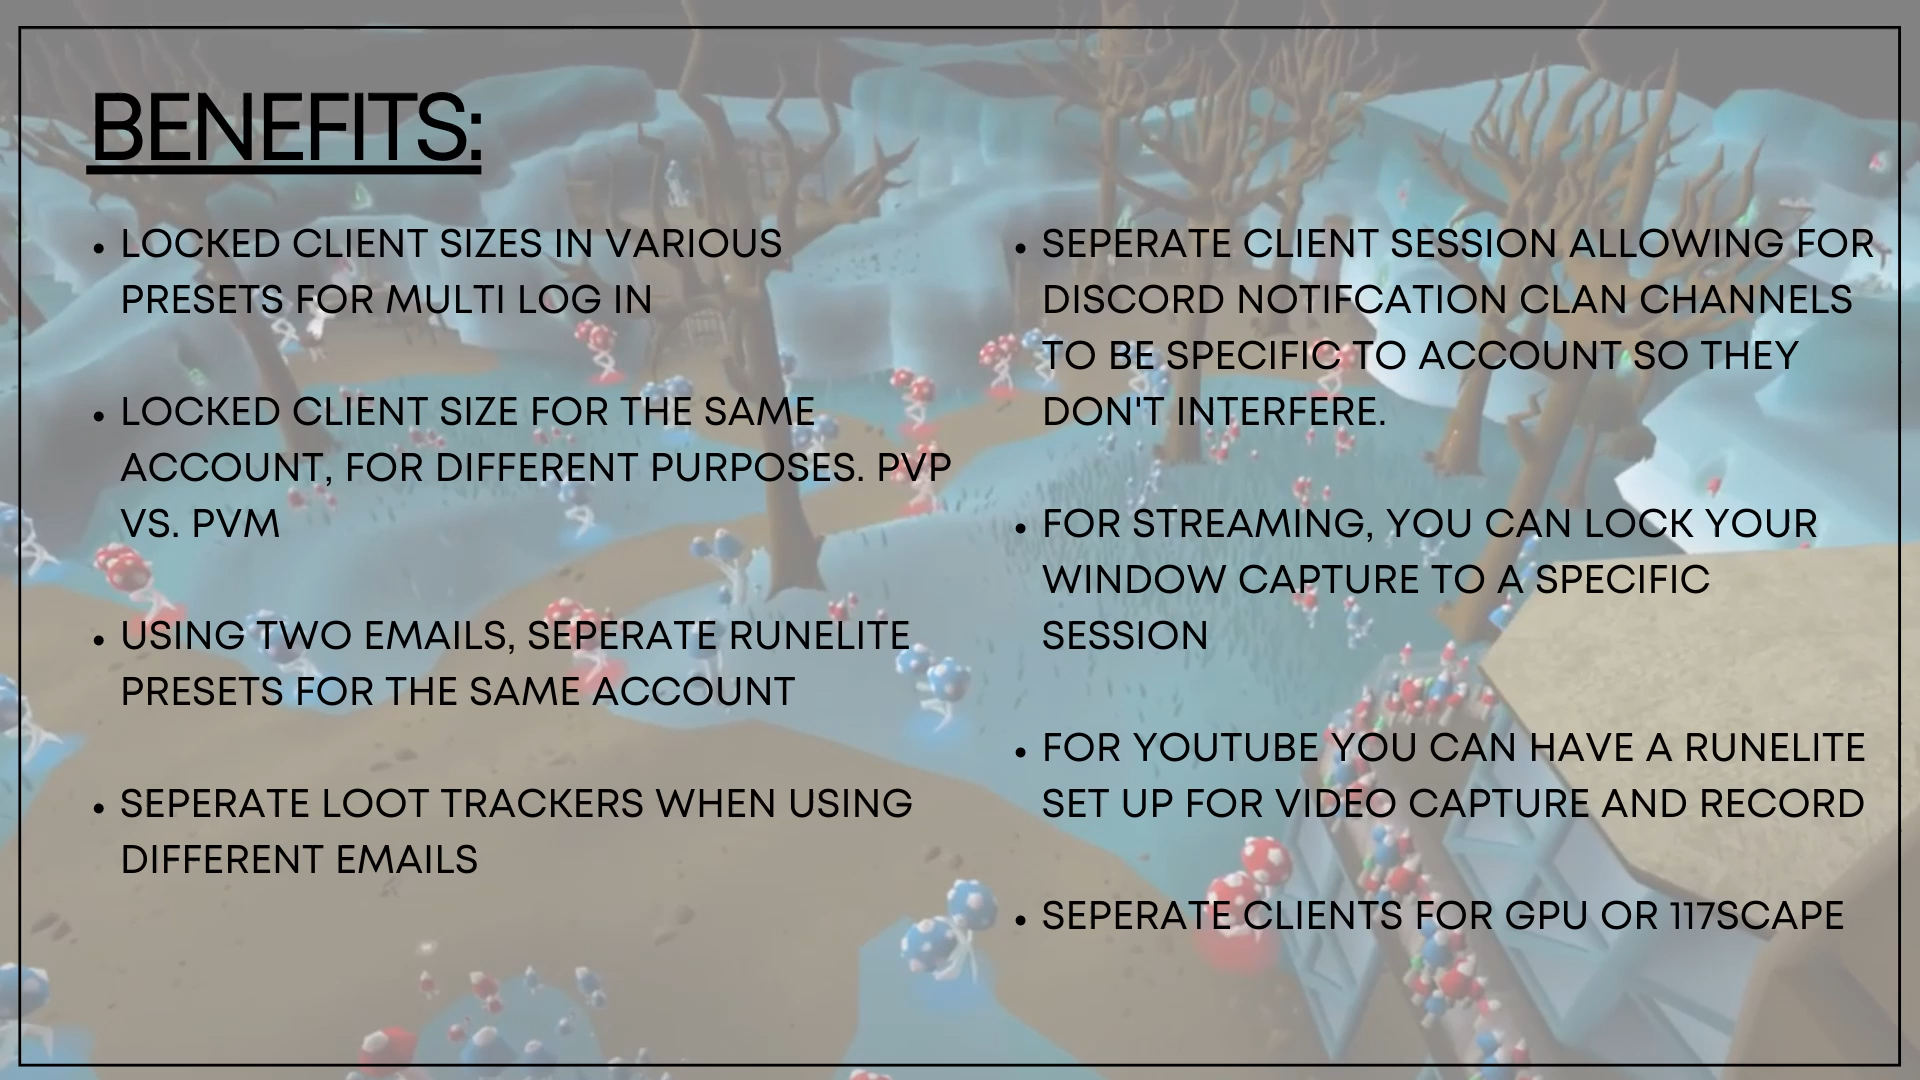 BENEFITS:
• LOCKED CLIENT SIZES IN VARIOUS
PRESETS FOR MULTI LOG IN
• LOCKED CLIENT SIZE FOR THE SAME
ACCOUNT, FOR DIFFERENT PURPOSES. PVP
VS. PVM
• USING TWO EMAILS, SEPERATE RUNELITE
PRESETS FOR THE SAME ACCOUNT
• SEPERATE LOOT TRACKERS WHEN USING
DIFFERENT EMAILS
• SEPERATE CLIENT SESSION ALLOWING FOR
DISCORD NOTIFCATION CLAN CHANNELS
TO BE SPECIFIC TO ACCOUNT SO THEY
DON'T INTERFERE.
• FOR STREAMING, YOU CAN LOCK YOUR
WINDOW CAPTURE TO A SPECIFIC
SESSION
• FOR YOUTUBE YOU CAN HAVE A RUNELITE
SET UP FOR VIDEO CAPTURE AND RECORD
• SEPERATE CLIENTS FOR GPU OR 117SCAPE